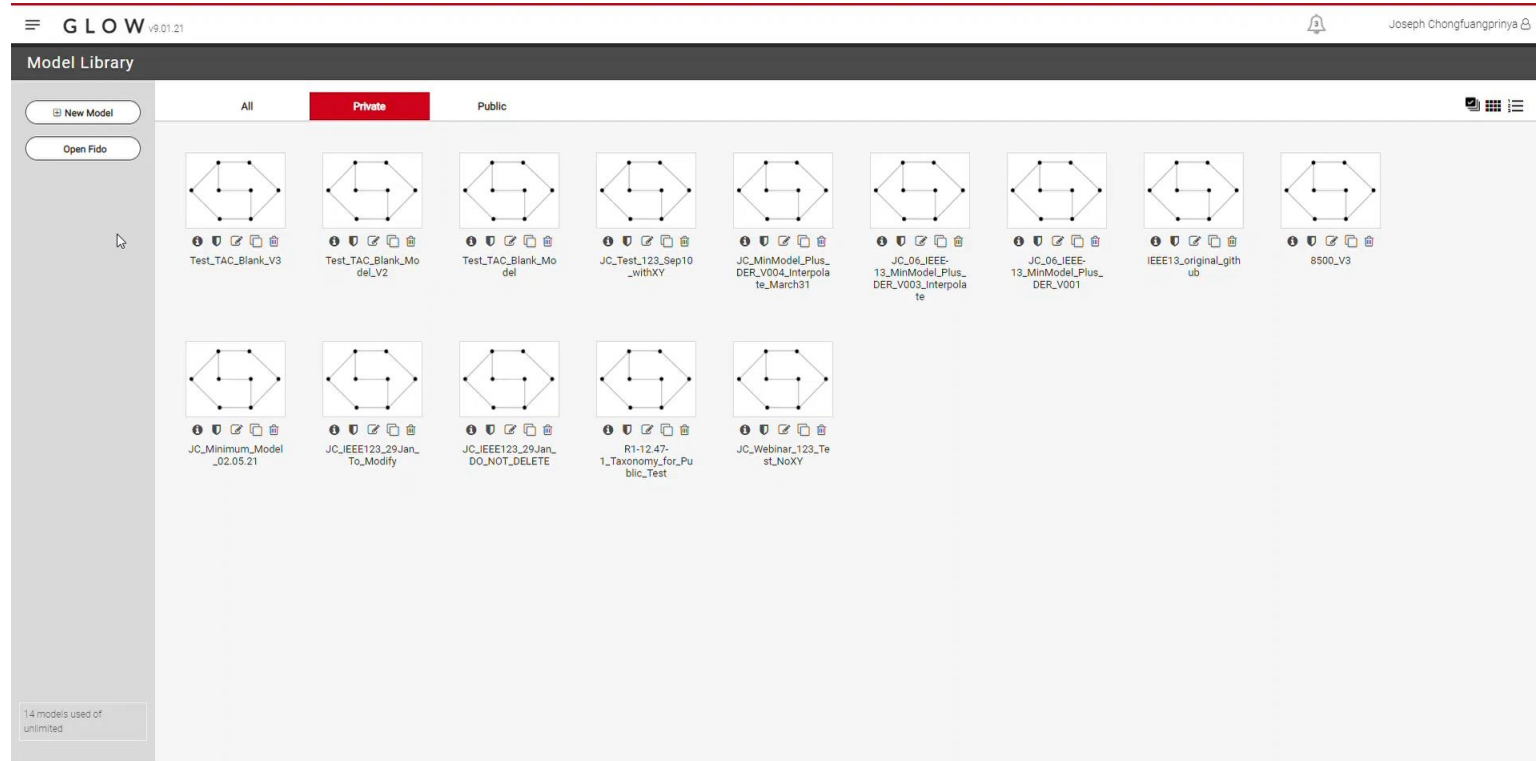 GLOW v9.01.21
3
Joseph Chongfuangprinya
Model Library
New Model
Open Fido
All
Private
Public
Test_TAC_Blank_V3
Test_TAC_Blank_Mo
del_V2
Test_TAC_Blank_Mo
del
JC_Test_123_Sep10
_withXY
JC_MinModel_Plus_
DER_V004_Interpola
te_March31
JC_06_IEEE-
13_MinModel_Plus_
DER_V003_Interpola
te
JC_06_IEEE-
13_MinModel_Plus_
DER_V001
IEEE13_original_gith
ub
8500_V3
JC_Minimum_Model
_02.05.21
JC_IEEE123_29Jan_
To_Modify
JC_IEEE123_29Jan_
DO_NOT_DELETE
R1-12.47-
1_Taxonomy_for_Pu
blic_Test
JC_Webinar_123_Te
st_NoXY
14 models used of
unlimited